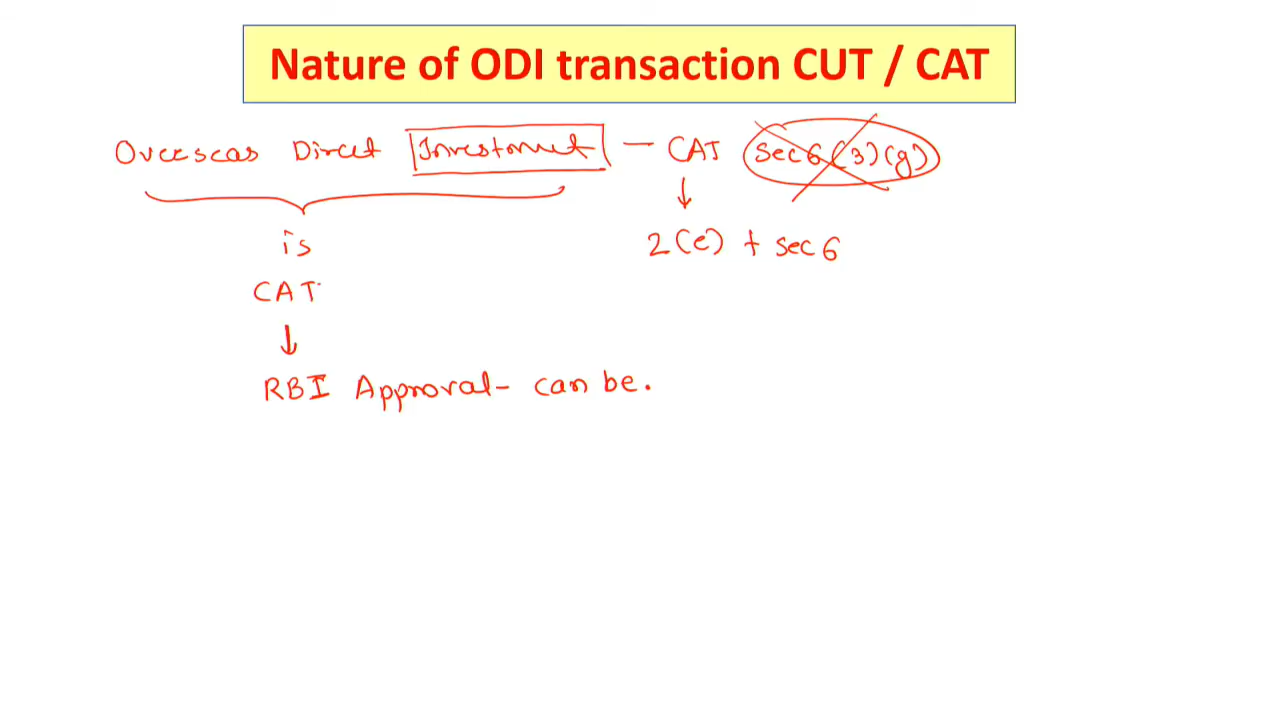 Nature of ODI transaction CUT / CAT
Overseas Direct Investment – CAT sec 6(3)(g)
↓
2(e) + sec 6
is
CAT
↓
RBI Approval - can be.